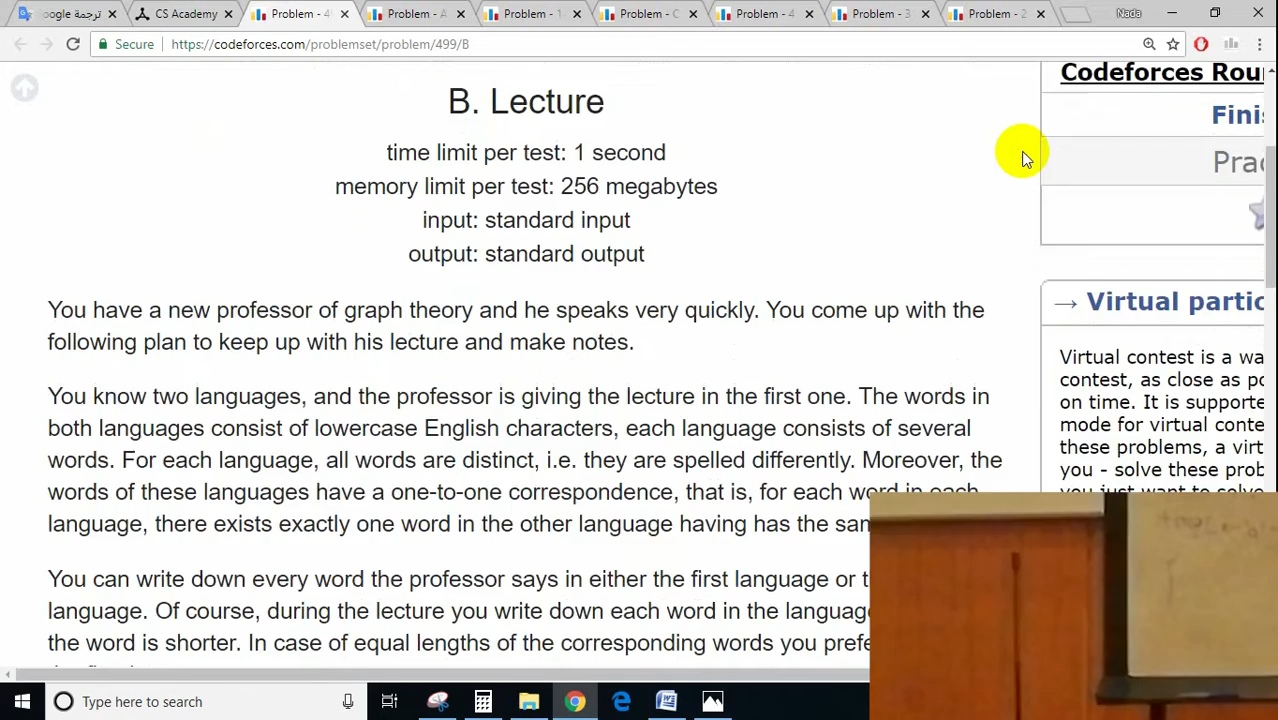 ترجمة Google
CS Academy
Problem - 49
Problem - A
Problem - 1
Problem - C
Problem - 4
Problem - 3
Problem - 2
Nada
Secure
https://codeforces.com/problemset/problem/499/B
Codeforces Rou
B. Lecture
Finis
time limit per test: 1 second
Prac
memory limit per test: 256 megabytes
input: standard input
output: standard output
→ Virtual partic
You have a new professor of graph theory and he speaks very quickly. You come up with the
following plan to keep up with his lecture and make notes.
Virtual contest is a wa
contest, as close as po
on time. It is supporte
mode for virtual conte
these problems, a virt
you - solve these prob
you just want to solve
You know two languages, and the professor is giving the lecture in the first one. The words in
both languages consist of lowercase English characters, each language consists of several
words. For each language, all words are distinct, i.e. they are spelled differently. Moreover, the
words of these languages have a one-to-one correspondence, that is, for each word in each
language, there exists exactly one word in the other language having has the sam
You can write down every word the professor says in either the first language or t
language. Of course, during the lecture you write down each word in the language
the word is shorter. In case of equal lengths of the corresponding words you prefe
Type here to search